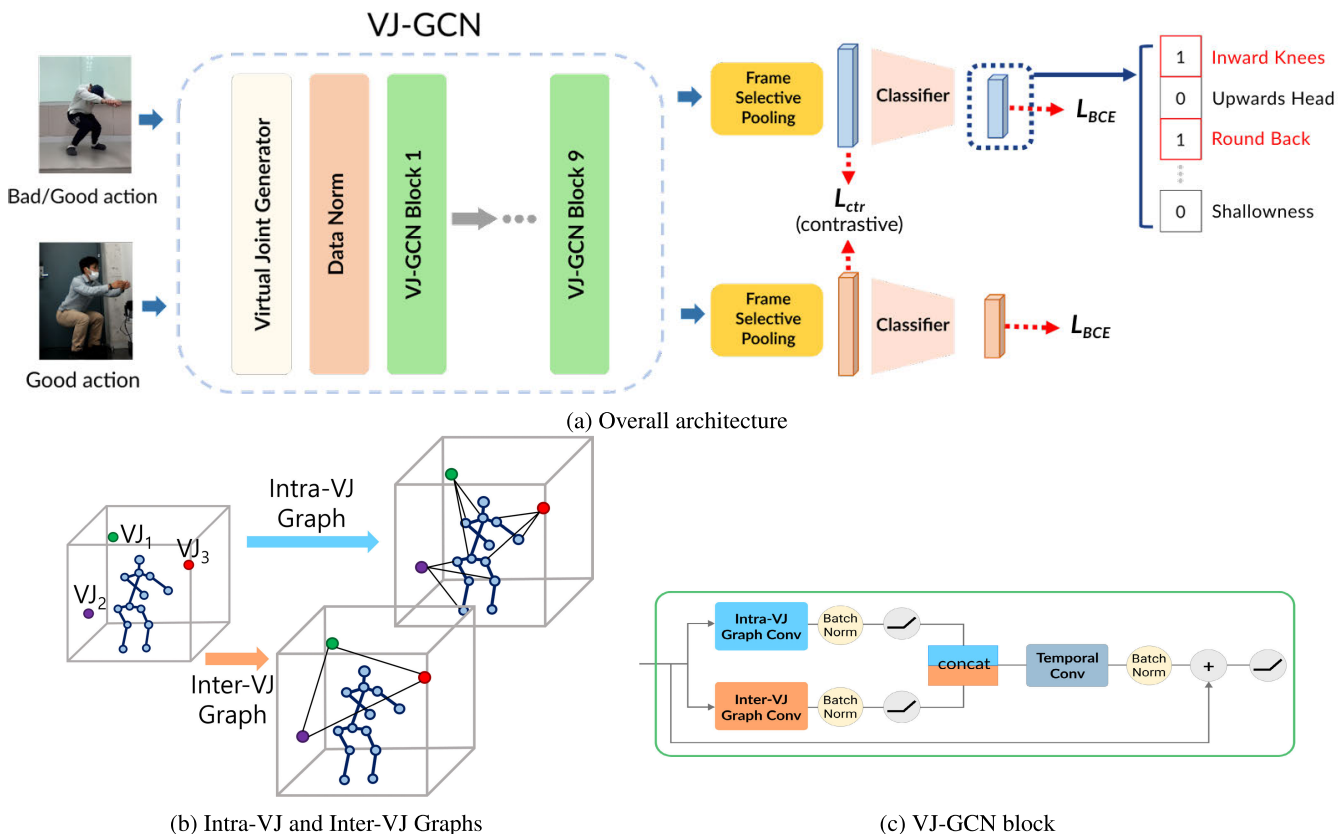 VJ-GCN
Bad/Good action
Good action
Virtual Joint Generator
Data Norm
VJ-GCN Block 1
VJ-GCN Block 9
Frame
Selective
Pooling
Classifier
L_BCE
1 Inward Knees
0 Upwards Head
1 Round Back
0 Shallowness
L_ctr
(contrastive)
Frame
Selective
Pooling
Classifier
L_BCE
(a) Overall architecture
VJ₁
VJ₂
VJ₃
Intra-VJ
Graph
Inter-VJ
Graph
(b) Intra-VJ and Inter-VJ Graphs
Intra-VJ
Graph Conv
Batch
Norm
Inter-VJ
Graph Conv
Batch
Norm
concat
Temporal
Conv
Batch
Norm
+
(c) VJ-GCN block